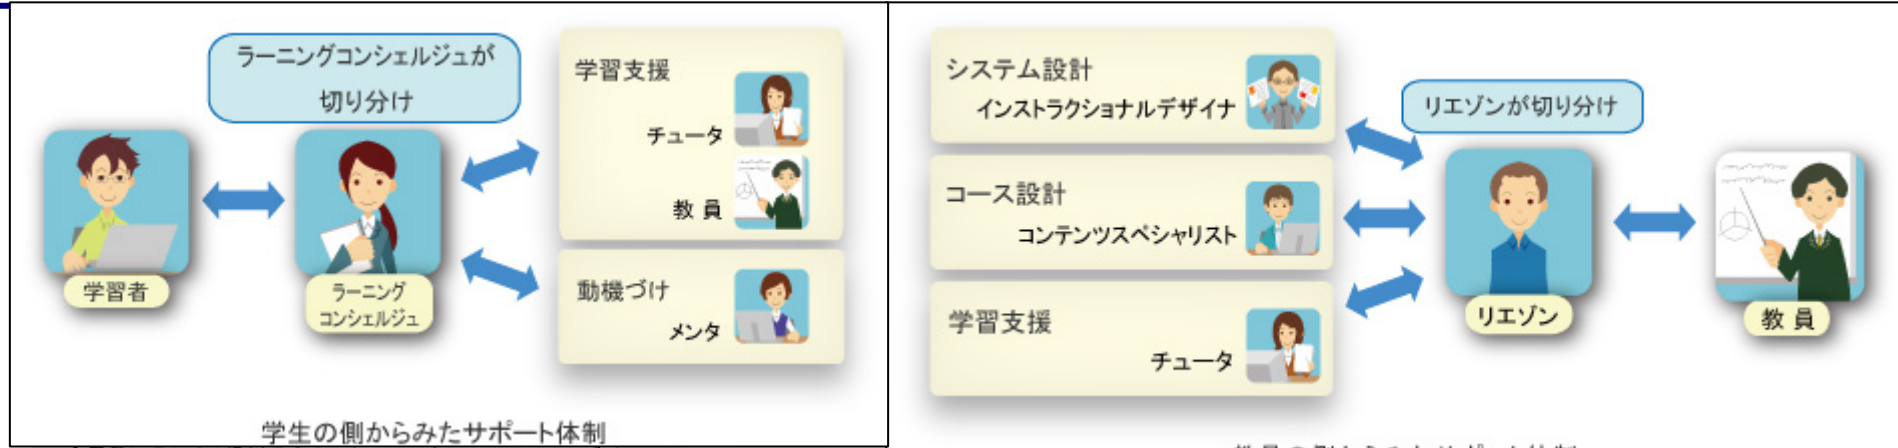 ラーニングコンシェルジュが
切り分け
学習者
ラーニング
コンシェルジュ
学習支援
チュータ
教 員
動機づけ
メンタ
学生の側からみたサポート体制
システム設計
インストラクショナルデザイナ
コース設計
コンテンツスペシャリスト
学習支援
チュータ
リエゾンが切り分け
リエゾン
教 員